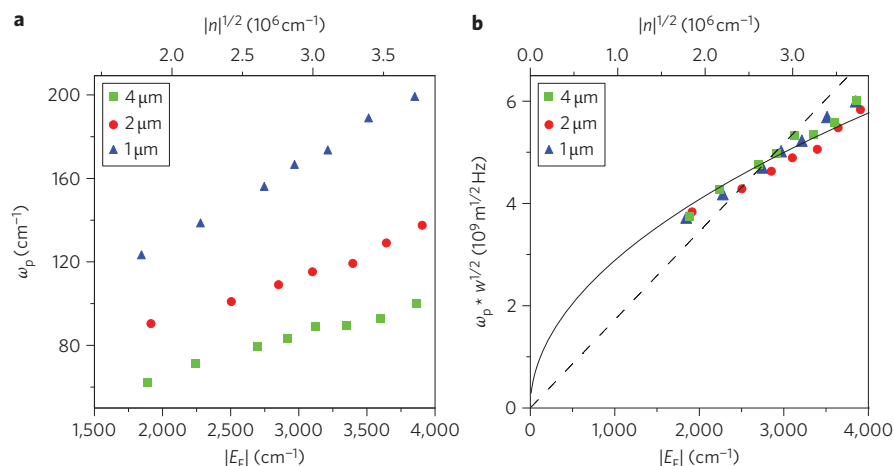 a
|n|^{1/2} (10^6 cm^{-1})
2.0 2.4 3.0 3.4
200
160
120
80
ω_p (cm^{-1})
4 μm
2 μm
1 μm
1,500 2,000 2,500 3,000 3,500 4,000
|E_F| (cm^{-1})
b
|n|^{1/2} (10^6 cm^{-1})
0.0 1.0 2.0 3.0
6
4
2
0
ω_p * w^{1/2} (10^9 m^{1/2} Hz)
4 μm
2 μm
1 μm
0 1,000 2,000 3,000 4,000
|E_F| (cm^{-1})